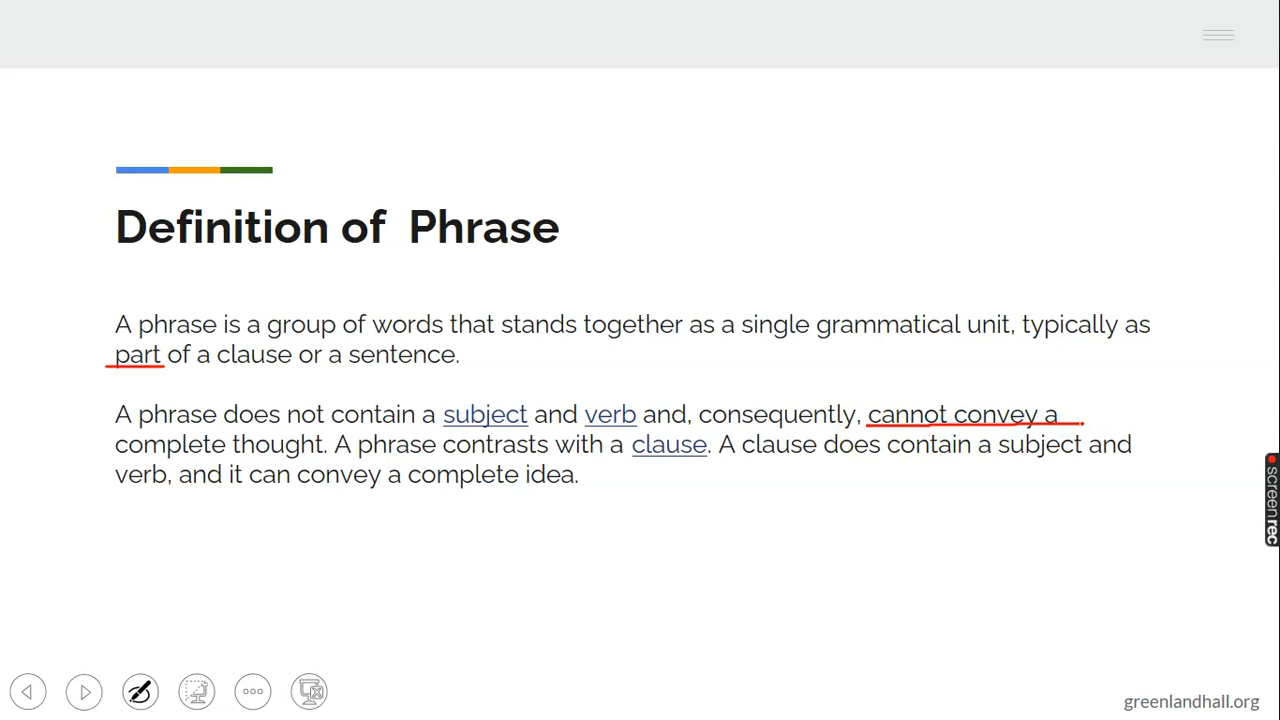 Definition of Phrase
A phrase is a group of words that stands together as a single grammatical unit, typically as
part of a clause or a sentence.
A phrase does not contain a subject and verb and, consequently, cannot convey a
complete thought. A phrase contrasts with a clause. A clause does contain a subject and
verb, and it can convey a complete idea.
screenrec
greenlandhall.org